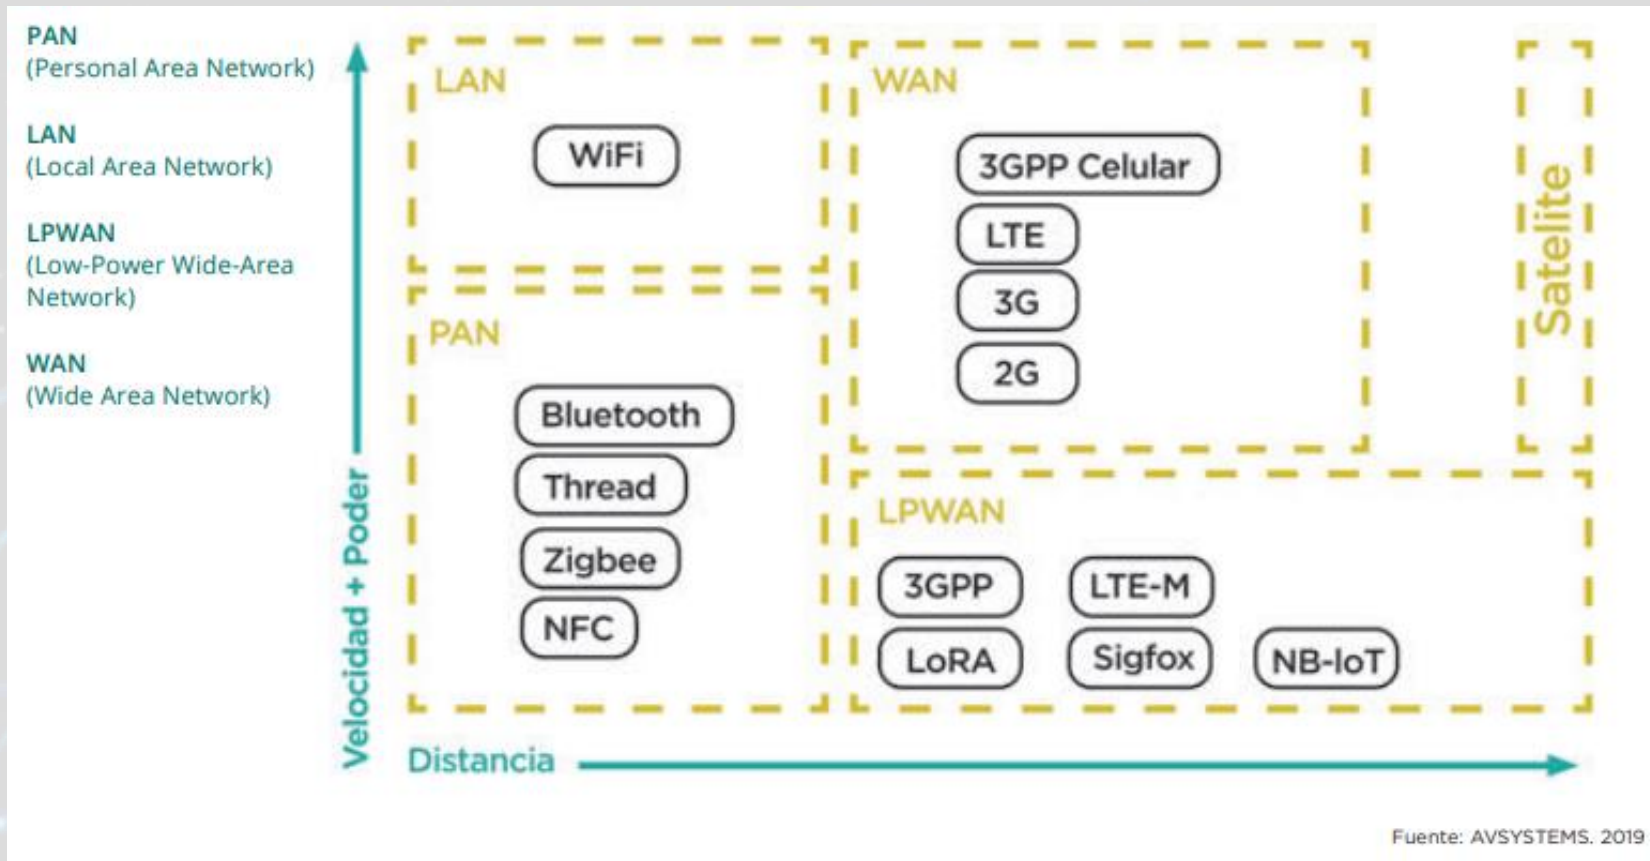 PAN
(Personal Area Network)
LAN
(Local Area Network)
LPWAN
(Low-Power Wide-Area
Network)
WAN
(Wide Area Network)
Velocidad + Poder
LAN
WiFi
PAN
Bluetooth
Thread
Zigbee
NFC
WAN
3GPP Celular
LTE
3G
2G
Satelite
LPWAN
3GPP
LTE-M
LoRA
Sigfox
NB-IoT
Distancia
Fuente: AVSYSTEMS. 2019